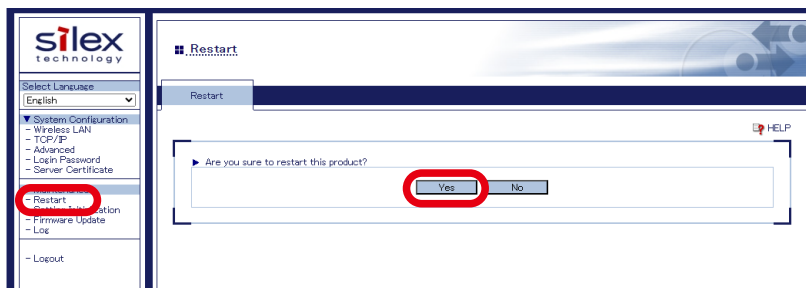 silex
technology
Select Language
English
▼ System Configuration
- Wireless LAN
- TCP/IP
- Advanced
- Login Password
- Server Certificate
- Restart
- Firmware Update
- Log
- Logout
Restart
Restart
HELP
▶ Are you sure to restart this product?
Yes No